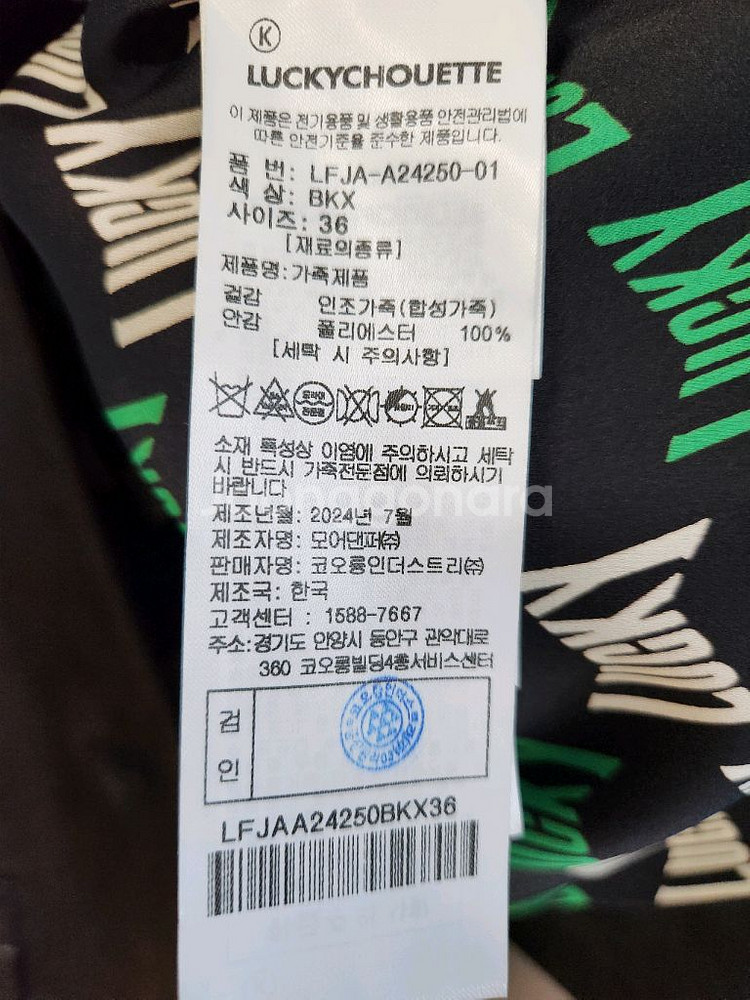 K
LUCKYCHOUETTE
이 제품은 전기용품 및 생활용품 안전관리법에
따른 안전기준을 준수한 제품입니다.
품 번: LFJA-A24250-01
색 상: BKX
사이즈: 36
[재료의종류]
제품명:가죽제품
겉감 인조가죽(합성가죽)
안감 폴리에스터 100%
[세탁 시 주의사항]
소재 특성상 이염에 주의하시고 세탁
시 반드시 가죽전문점에 의뢰하시기
바랍니다
제조년월: 2024년 7월
제조자명: 모어댄퍼㈜
판매자명: 코오롱인더스트리㈜
제조국: 한국
고객센터 : 1588-7667
주소:경기도 안양시 동안구 관악대로
360 코오롱빌딩4층서비스센터
검
인
LFJAA24250BKX36
LUCKY
LUCKY
LUCKY